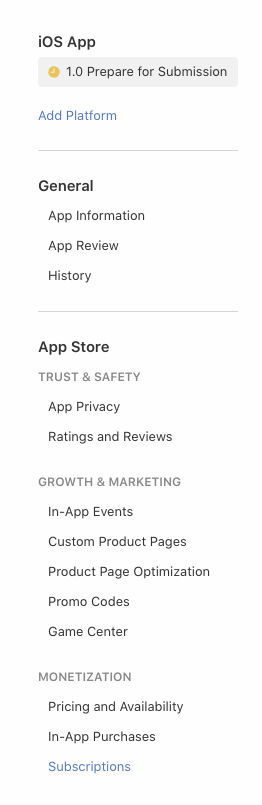 iOS App
1.0 Prepare for Submission
Add Platform
General
App Information
App Review
History
App Store
TRUST & SAFETY
App Privacy
Ratings and Reviews
GROWTH & MARKETING
In-App Events
Custom Product Pages
Product Page Optimization
Promo Codes
Game Center
MONETIZATION
Pricing and Availability
In-App Purchases
Subscriptions